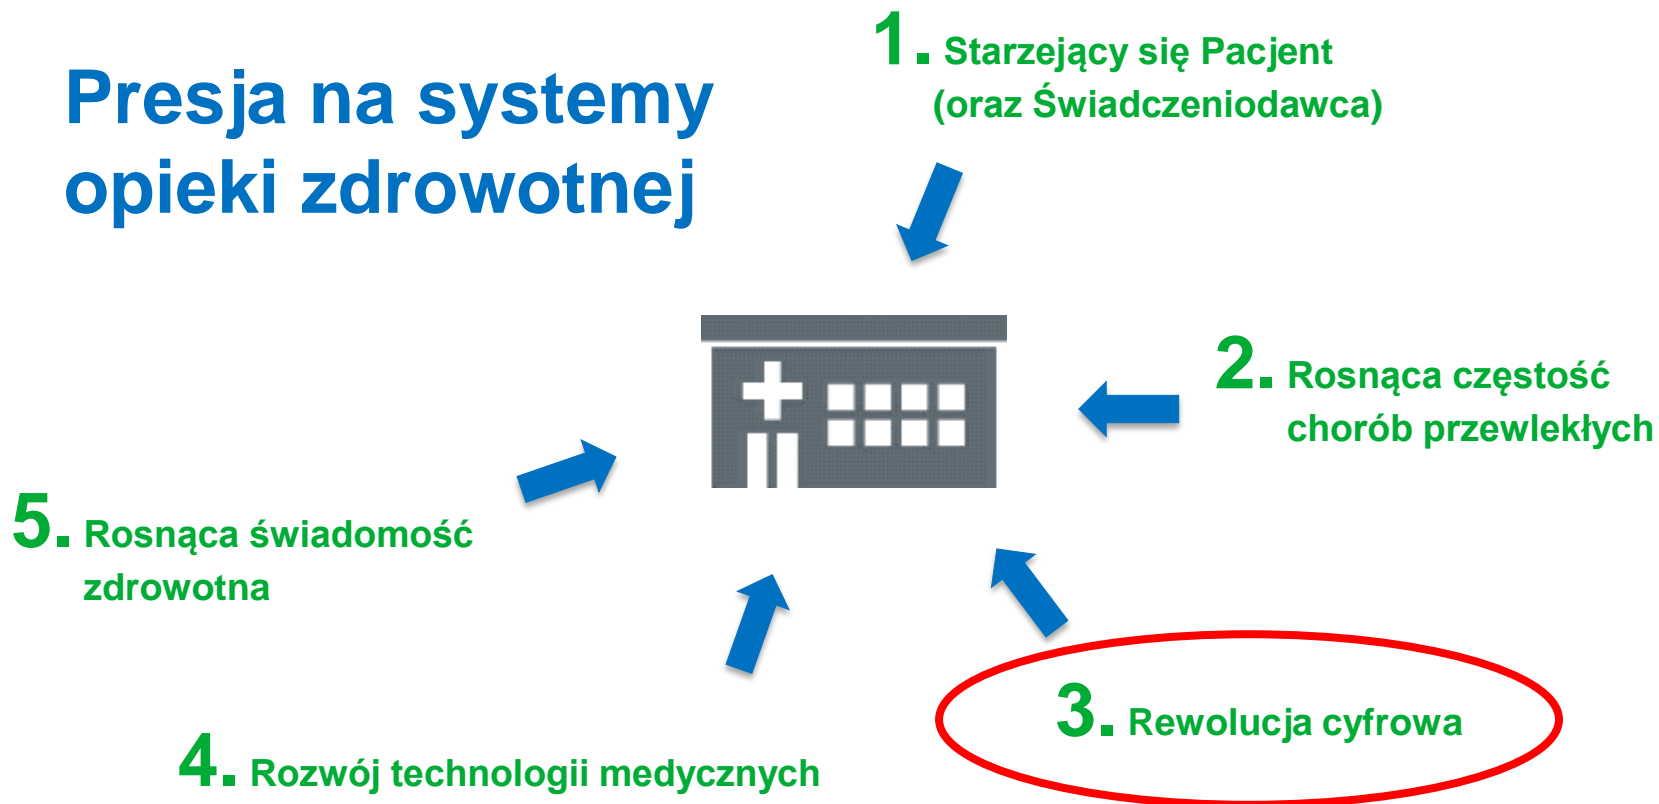 Presja na systemy
opieki zdrowotnej
1. Starzejący się Pacjent
(oraz Świadczeniodawca)
2. Rosnąca częstość
chorób przewlekłych
3. Rewolucja cyfrowa
4. Rozwój technologii medycznych
5. Rosnąca świadomość
zdrowotna